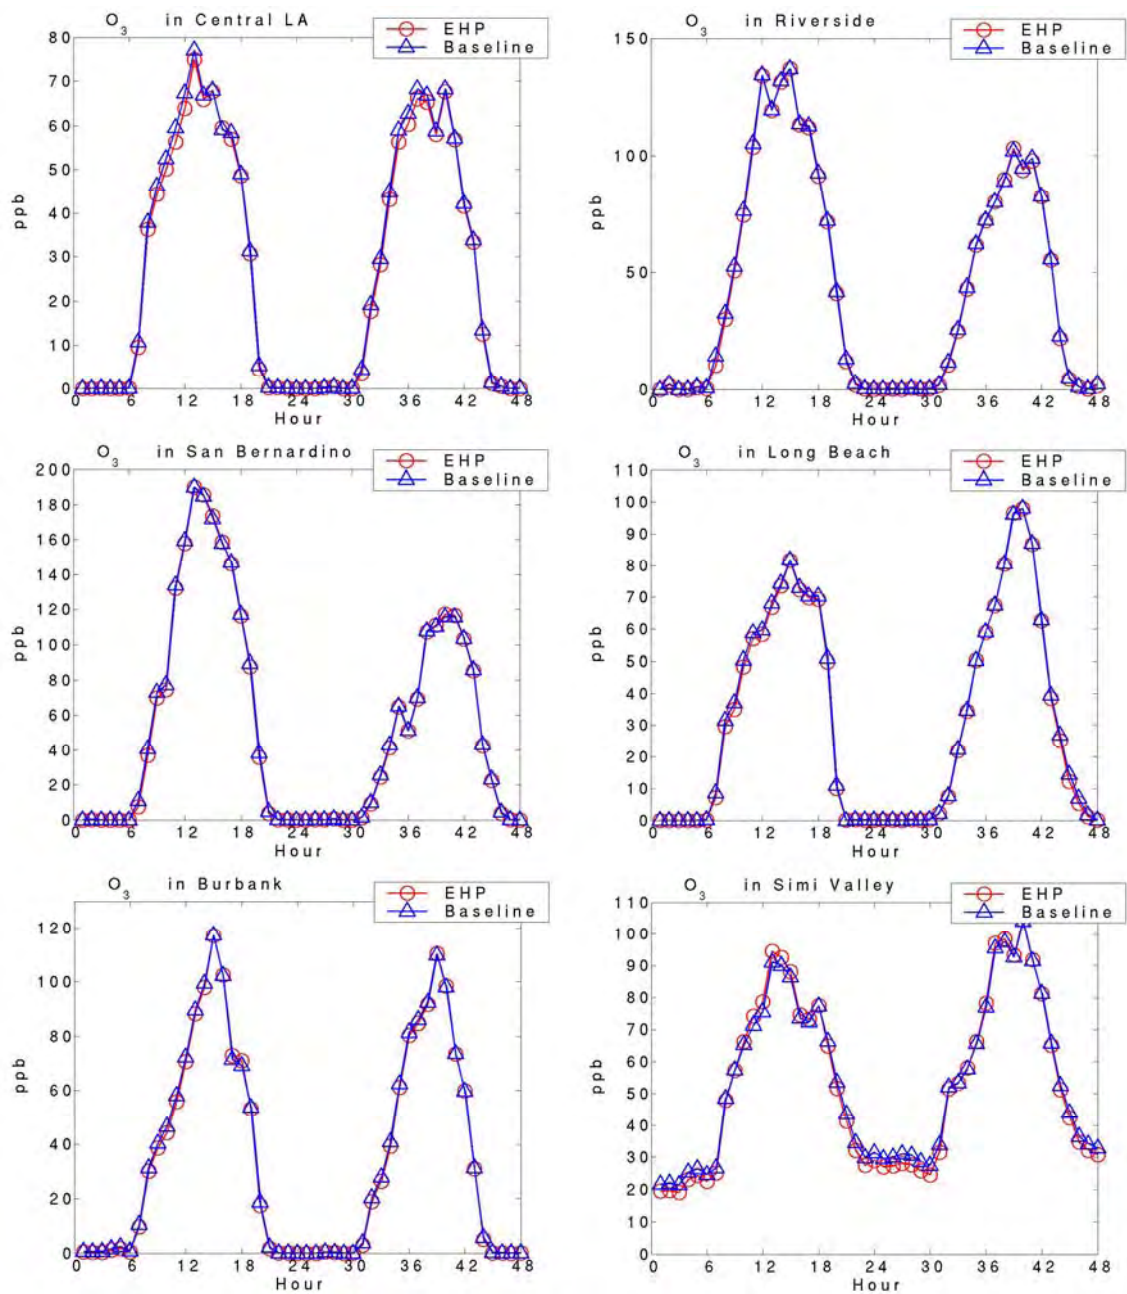 O3 in Central LA
EHP
Baseline
80
70
60
50
40
30
20
10
0
ppb
0 6 12 18 24 30 36 42 48
Hour
O3 in Riverside
EHP
Baseline
150
100
50
0
ppb
0 6 12 18 24 30 36 42 48
Hour
O3 in San Bernardino
EHP
Baseline
200
180
160
140
120
100
80
60
40
20
0
ppb
0 6 12 18 24 30 36 42 48
Hour
O3 in Long Beach
EHP
Baseline
110
100
90
80
70
60
50
40
30
20
10
0
ppb
0 6 12 18 24 30 36 42 48
Hour
O3 in Burbank
EHP
Baseline
120
100
80
60
40
20
0
ppb
0 6 12 18 24 30 36 42 48
Hour
O3 in Simi Valley
EHP
Baseline
110
100
90
80
70
60
50
40
30
20
10
0
ppb
0 6 12 18 24 30 36 42 48
Hour